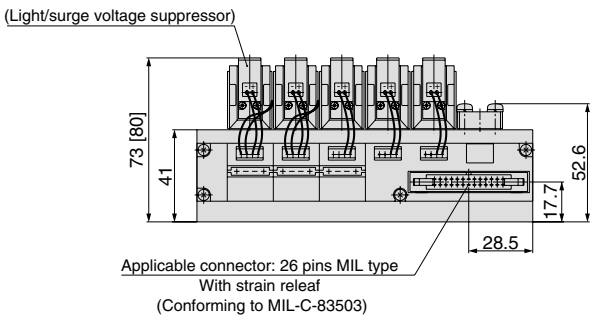 (Light/surge voltage suppressor)
73 [80]
41
52.6
17.7
28.5
Applicable connector: 26 pins MIL type
With strain releaf
(Conforming to MIL-C-83503)